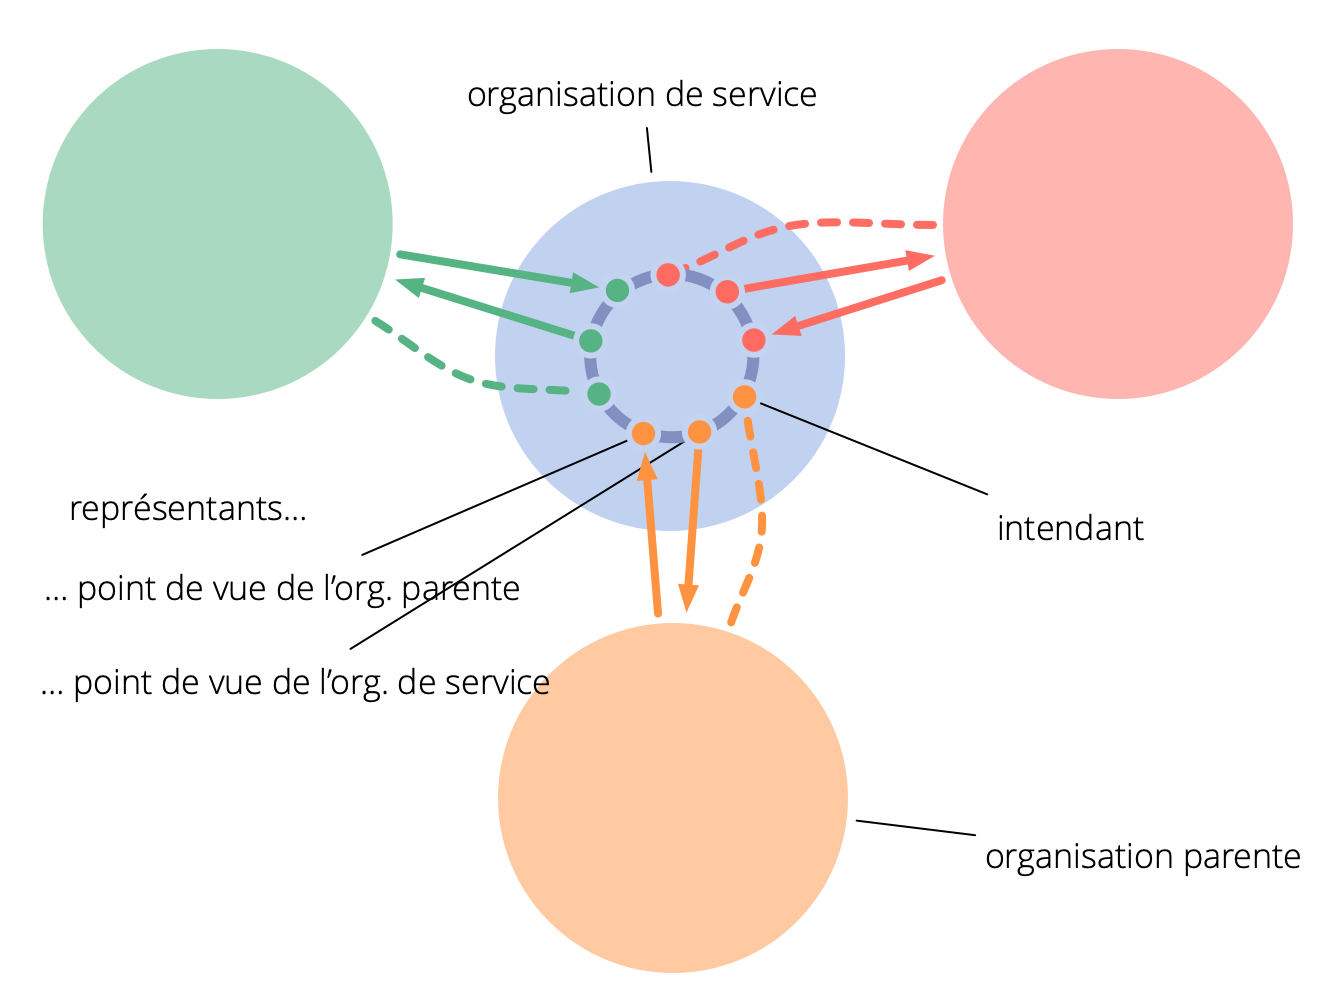 organisation de service
représentants...
... point de vue de l’org. parente
... point de vue de l’org. de service
intendant
organisation parente